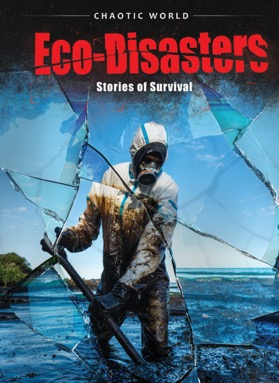 CHAOTIC WORLD
Eco-Disasters
Stories of Survival